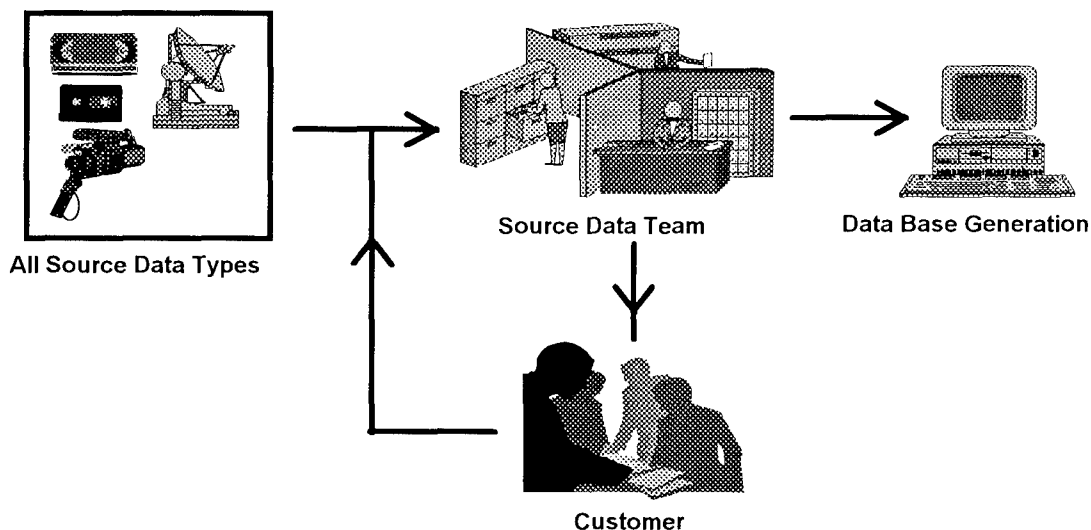 Source Data Team
Data Base Generation
All Source Data Types
Customer